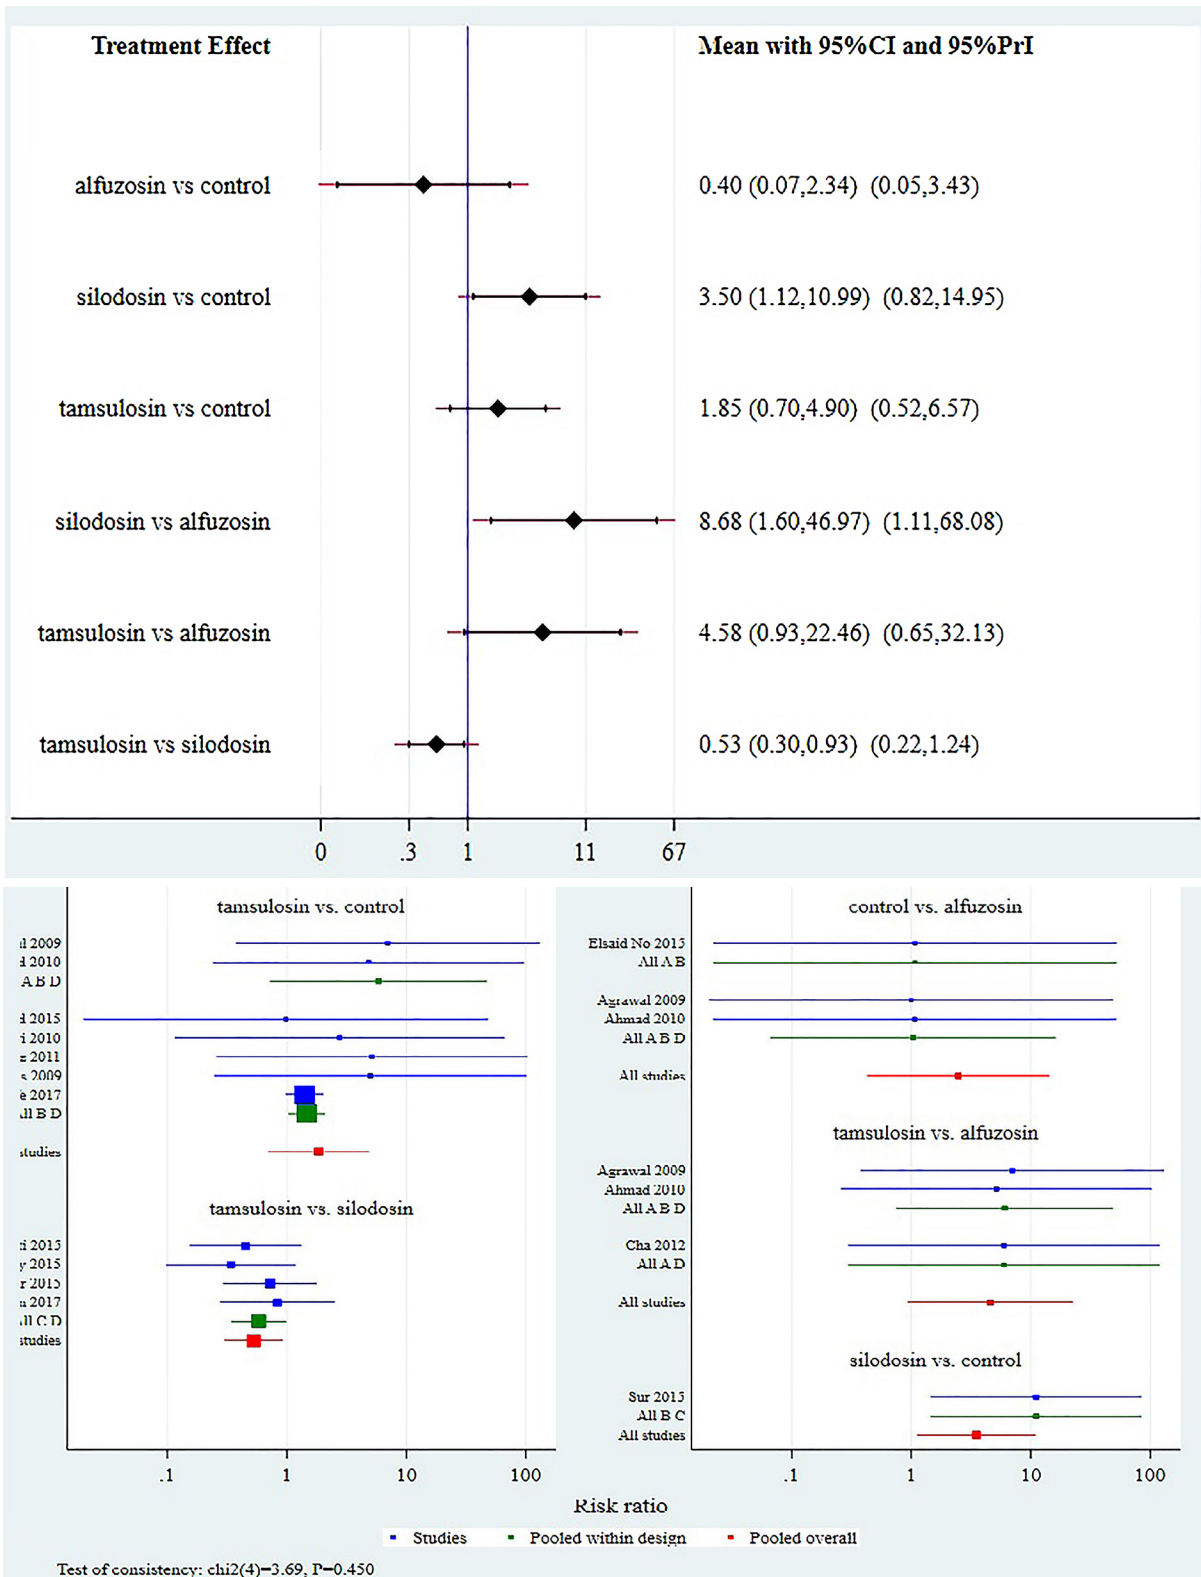 Treatment Effect Mean with 95%CI and 95%PrI
alfuzosin vs control 0.40 (0.07,2.34) (0.05,3.43)
silodosin vs control 3.50 (1.12,10.99) (0.82,14.95)
tamsulosin vs control 1.85 (0.70,4.90) (0.52,6.57)
silodosin vs alfuzosin 8.68 (1.60,46.97) (1.11,68.08)
tamsulosin vs alfuzosin 4.58 (0.93,22.46) (0.65,32.13)
tamsulosin vs silodosin 0.53 (0.30,0.93) (0.22,1.24)
0 .3 1 11 67
tamsulosin vs. control
2009
2010
A B D
2015
2010
2011
2009
2017
B D
studies
tamsulosin vs. silodosin
2015
2015
2015
2017
C D
studies
.1 1 10 100
control vs. alfuzosin
Elsaid No 2015
All A B
Agrawal 2009
Ahmad 2010
All A B D
All studies
tamsulosin vs. alfuzosin
Agrawal 2009
Ahmad 2010
All A B D
Cha 2012
All A D
All studies
silodosin vs. control
Sur 2015
All B C
All studies
.1 1 10 100
Risk ratio
Studies Pooled within design Pooled overall
Test of consistency: chi2(4)=3.69, P=0.450